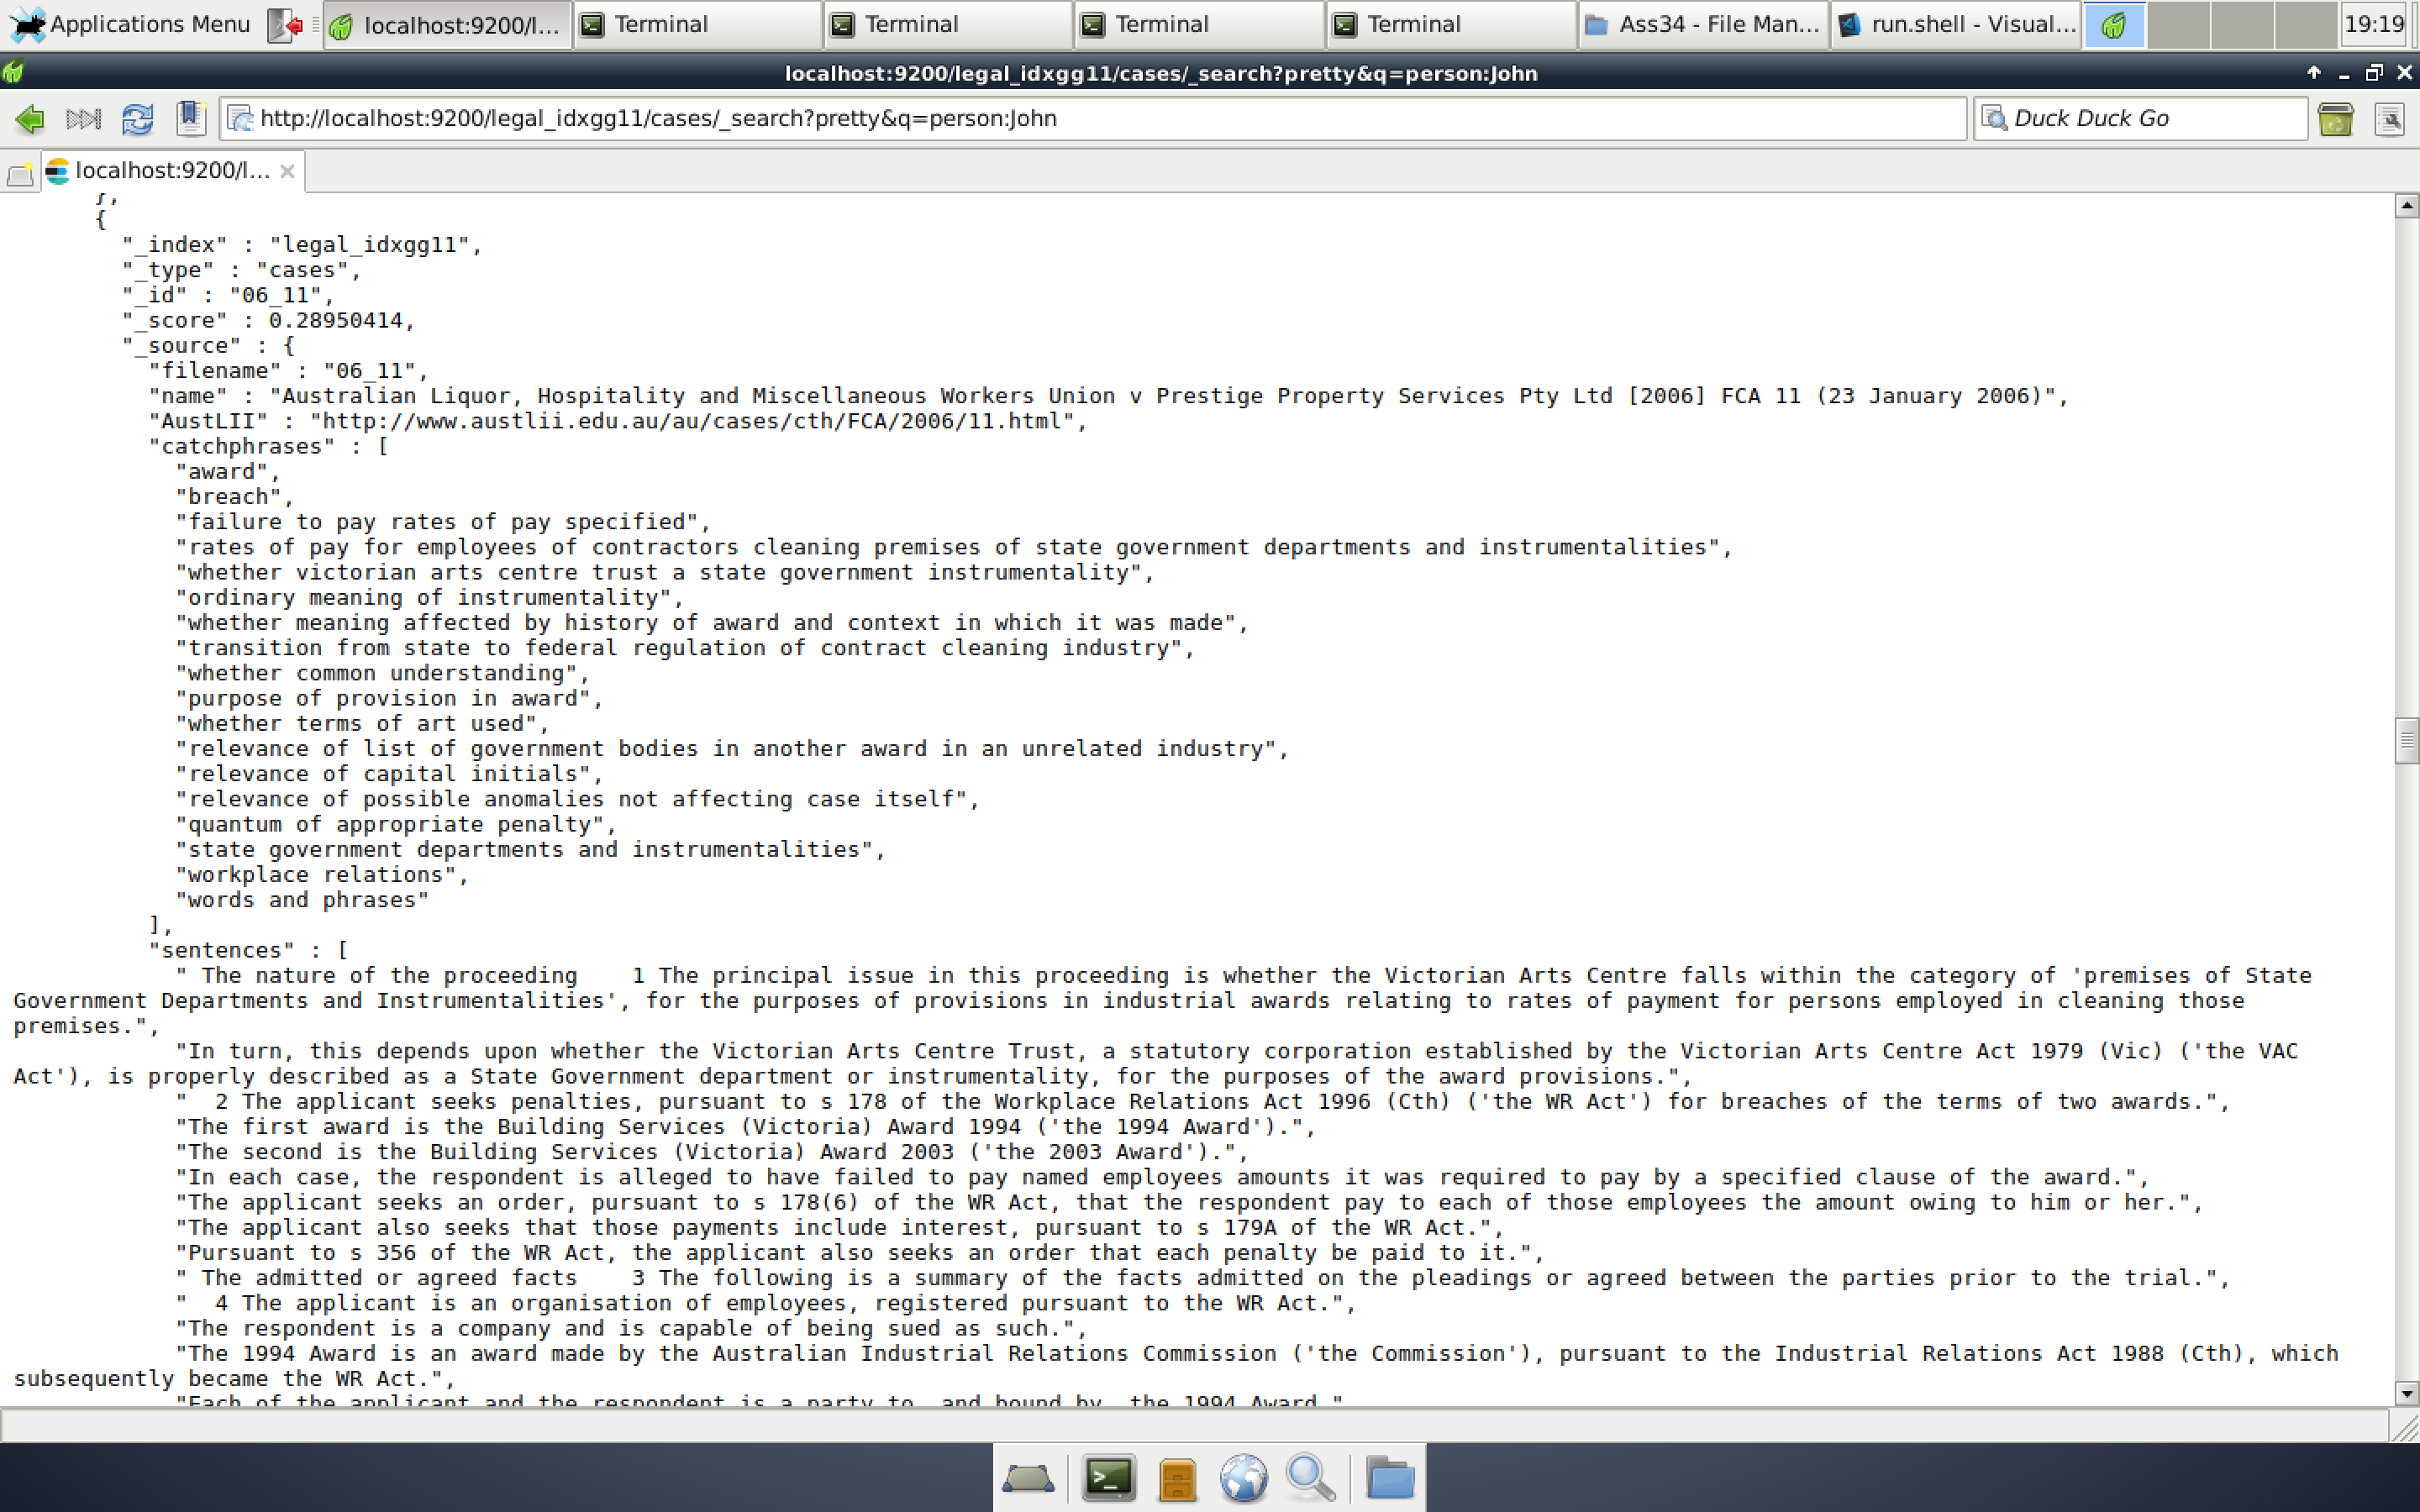 Applications Menu localhost:9200/l... Terminal Terminal Terminal Terminal Ass34 - File Man... run.shell - Visual... 19:19
localhost:9200/legal_idxgg11/cases/_search?pretty&q=person:John
http://localhost:9200/legal_idxgg11/cases/_search?pretty&q=person:John Duck Duck Go
localhost:9200/l...
},
{
"_index" : "legal_idxgg11",
"_type" : "cases",
"_id" : "06_11",
"_score" : 0.28950414,
"_source" : {
"filename" : "06_11",
"name" : "Australian Liquor, Hospitality and Miscellaneous Workers Union v Prestige Property Services Pty Ltd [2006] FCA 11 (23 January 2006)",
"AustLII" : "http://www.austlii.edu.au/au/cases/cth/FCA/2006/11.html",
"catchphrases" : [
"award",
"breach",
"failure to pay rates of pay specified",
"rates of pay for employees of contractors cleaning premises of state government departments and instrumentalities",
"whether victorian arts centre trust a state government instrumentality",
"ordinary meaning of instrumentality",
"whether meaning affected by history of award and context in which it was made",
"transition from state to federal regulation of contract cleaning industry",
"whether common understanding",
"purpose of provision in award",
"whether terms of art used",
"relevance of list of government bodies in another award in an unrelated industry",
"relevance of capital initials",
"relevance of possible anomalies not affecting case itself",
"quantum of appropriate penalty",
"state government departments and instrumentalities",
"workplace relations",
"words and phrases"
],
"sentences" : [
" The nature of the proceeding    1 The principal issue in this proceeding is whether the Victorian Arts Centre falls within the category of 'premises of State
Government Departments and Instrumentalities', for the purposes of provisions in industrial awards relating to rates of payment for persons employed in cleaning those
premises.",
"In turn, this depends upon whether the Victorian Arts Centre Trust, a statutory corporation established by the Victorian Arts Centre Act 1979 (Vic) ('the VAC
Act'), is properly described as a State Government department or instrumentality, for the purposes of the award provisions.",
"  2 The applicant seeks penalties, pursuant to s 178 of the Workplace Relations Act 1996 (Cth) ('the WR Act') for breaches of the terms of two awards.",
"The first award is the Building Services (Victoria) Award 1994 ('the 1994 Award').",
"The second is the Building Services (Victoria) Award 2003 ('the 2003 Award').",
"In each case, the respondent is alleged to have failed to pay named employees amounts it was required to pay by a specified clause of the award.",
"The applicant seeks an order, pursuant to s 178(6) of the WR Act, that the respondent pay to each of those employees the amount owing to him or her.",
"The applicant also seeks that those payments include interest, pursuant to s 179A of the WR Act.",
"Pursuant to s 356 of the WR Act, the applicant also seeks an order that each penalty be paid to it.",
" The admitted or agreed facts    3 The following is a summary of the facts admitted on the pleadings or agreed between the parties prior to the trial.",
"  4 The applicant is an organisation of employees, registered pursuant to the WR Act.",
"The respondent is a company and is capable of being sued as such.",
"The 1994 Award is an award made by the Australian Industrial Relations Commission ('the Commission'), pursuant to the Industrial Relations Act 1988 (Cth), which
subsequently became the WR Act.",
"Each of the applicant and the respondent is a party to, and bound by, the 1994 Award."